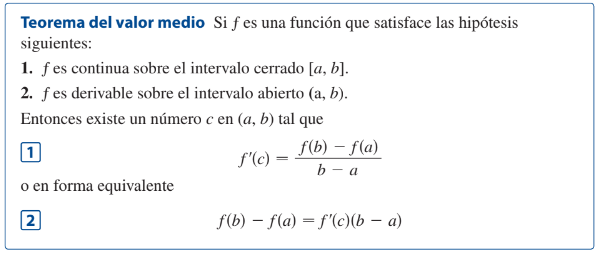 Teorema del valor medio Si f es una función que satisface las hipótesis
siguientes:
1. f es continua sobre el intervalo cerrado [a, b].
2. f es derivable sobre el intervalo abierto (a, b).
Entonces existe un número c en (a, b) tal que
1 f′(c) = \frac{f(b) − f(a)}{b − a}
o en forma equivalente
2 f(b) − f(a) = f′(c)(b − a)